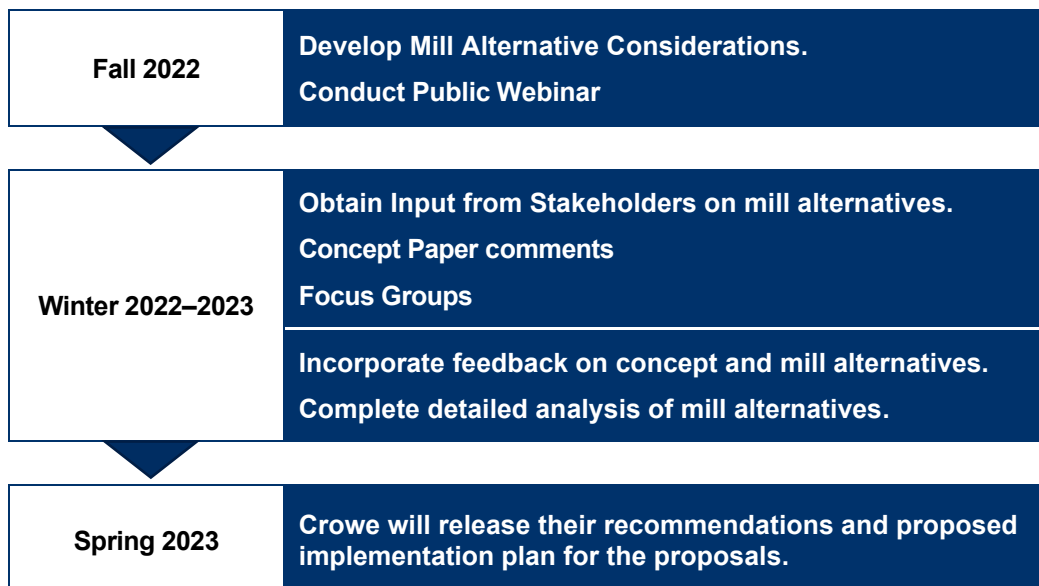 Fall 2022
Develop Mill Alternative Considerations.
Conduct Public Webinar
Winter 2022–2023
Obtain Input from Stakeholders on mill alternatives.
Concept Paper comments
Focus Groups
Incorporate feedback on concept and mill alternatives.
Complete detailed analysis of mill alternatives.
Spring 2023
Crowe will release their recommendations and proposed
implementation plan for the proposals.